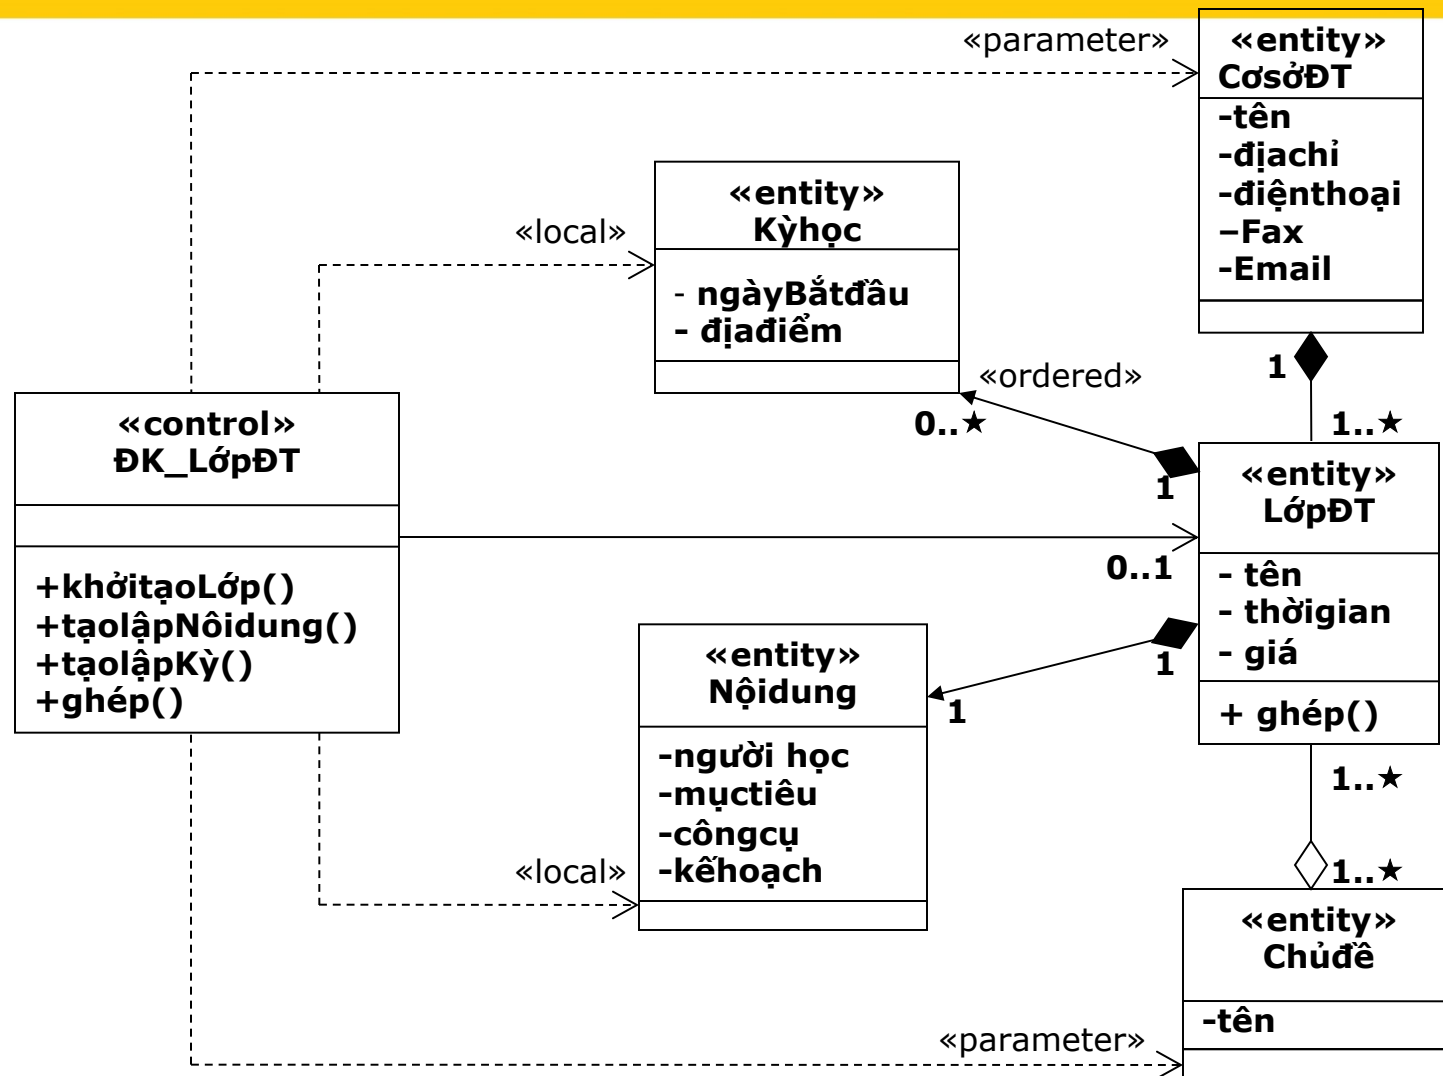 «parameter»
«entity»
CơsởĐT
-tên
-địachỉ
-điệnthoại
–Fax
-Email
«local»
«entity»
Kỳhọc
- ngàyBắtđầu
- địađiểm
1
«ordered»
0..★
1..★
«control»
ĐK_LớpĐT
1
«entity»
LớpĐT
0..1
- tên
- thờigian
- giá
+ ghép()
+khởitạoLớp()
+tạolậpNôidung()
+tạolậpKỳ()
+ghép()
«entity»
Nộidung
1
1
-người học
-mụctiêu
-côngcụ
-kếhoạch
1..★
«local»
1..★
«entity»
Chủđề
-tên
«parameter»